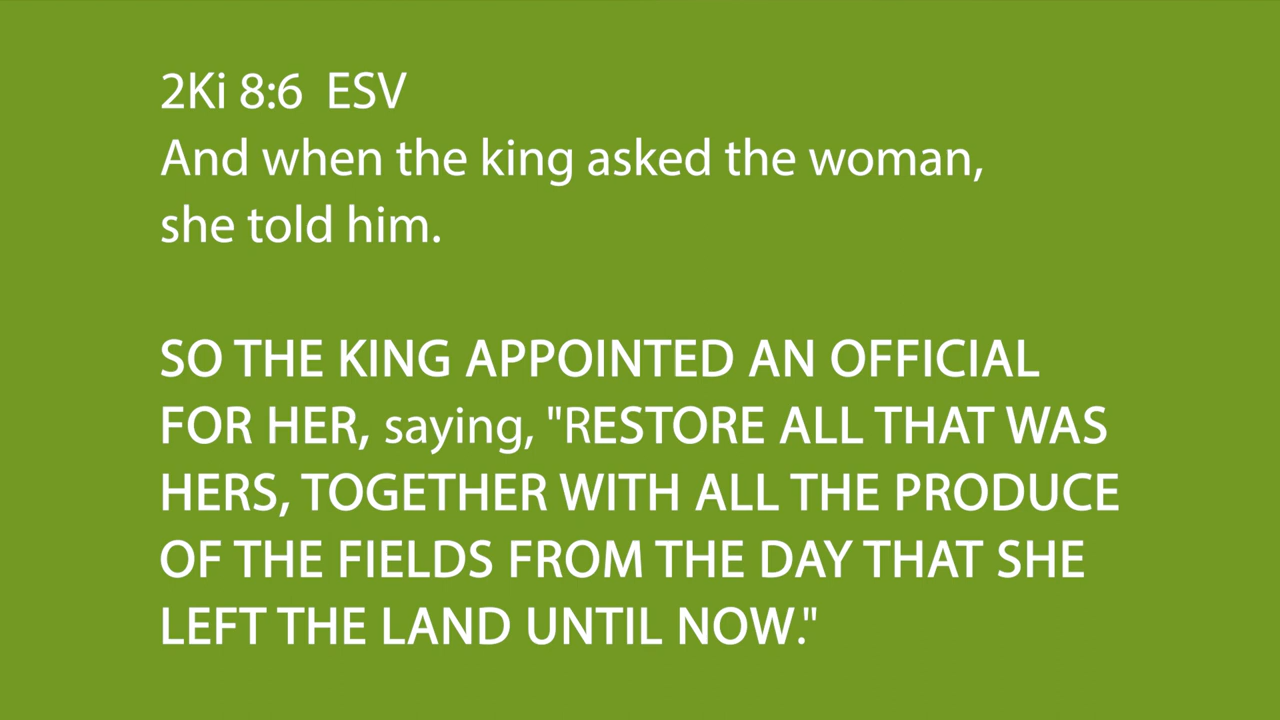 2Ki 8:6  ESV
And when the king asked the woman,
she told him.
SO THE KING APPOINTED AN OFFICIAL
FOR HER, saying, "RESTORE ALL THAT WAS
HERS, TOGETHER WITH ALL THE PRODUCE
OF THE FIELDS FROM THE DAY THAT SHE
LEFT THE LAND UNTIL NOW."